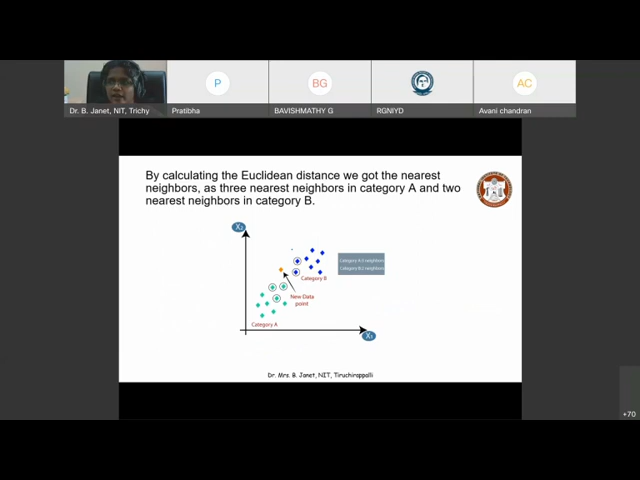 P
BG
AC
Dr. B. Janet, NIT, Trichy
Pratibha
BAVISHMATHY G
RGNIYD
Avani chandran
By calculating the Euclidean distance we got the nearest
neighbors, as three nearest neighbors in category A and two
nearest neighbors in category B.
X₂
Category A:3 neighbors
Category B:2 neighbors
Category B
New Data
point
Category A
X₁
Dr. Mrs. B. Janet, NIT, Tiruchirappalli
+70